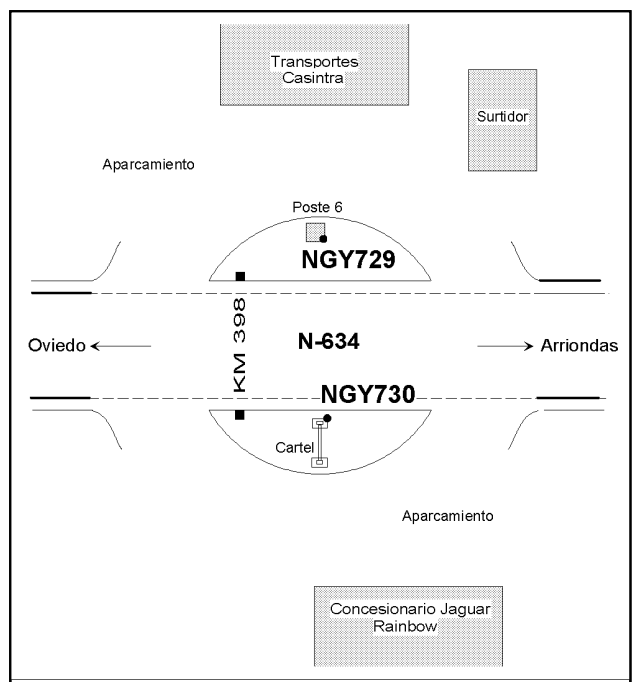 Transportes
Casintra
Surtidor
Aparcamiento
Poste 6
NGY729
KM 398
Oviedo
N-634
Arriondas
NGY730
Cartel
Aparcamiento
Concesionario Jaguar
Rainbow